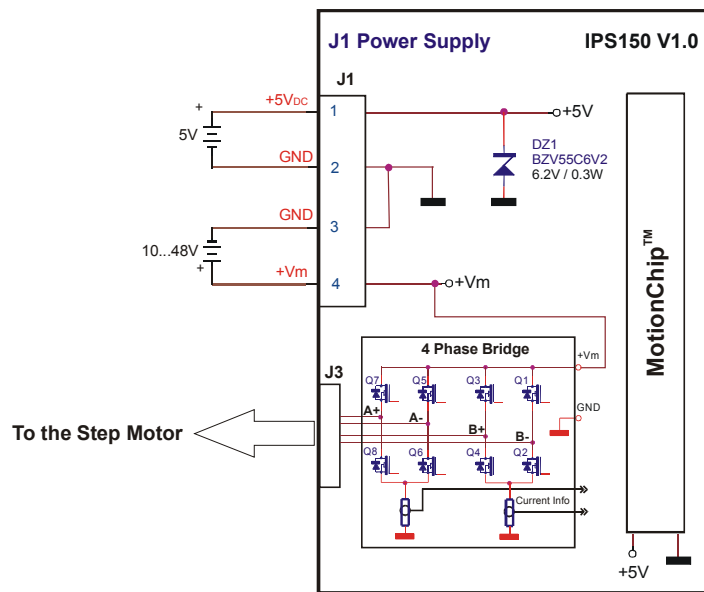 J1 Power Supply
IPS150 V1.0
J1
+5VDC
1
+5V
+
5V
DZ1
BZV55C6V2
6.2V / 0.3W
GND
2
GND
3
10...48V
+
+Vm
4
+Vm
MotionChip™
4 Phase Bridge
+Vm
J3
Q7
Q5
Q3
Q1
GND
A+
A-
B+
B-
To the Step Motor
Q8
Q6
Q4
Q2
Current Info
+5V